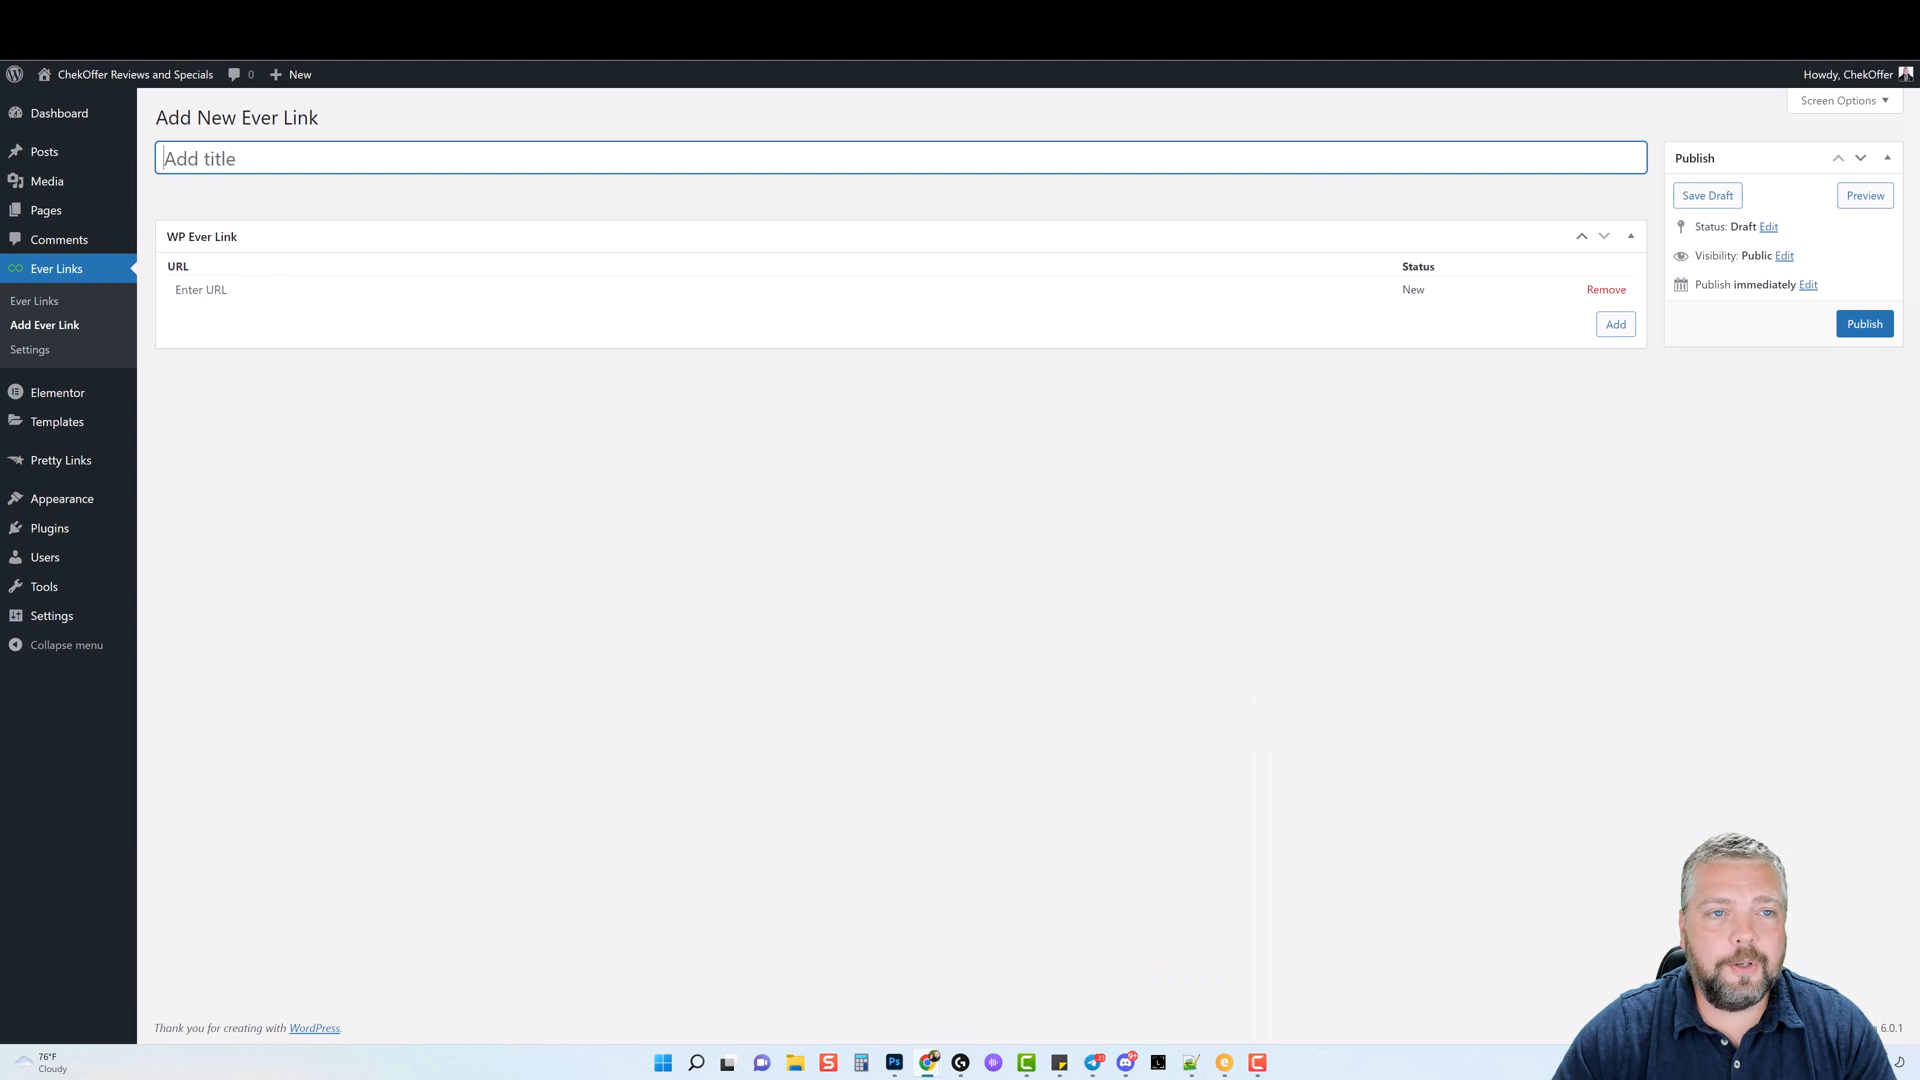 ChekOffer Reviews and Specials 0 New Howdy, ChekOffer
Screen Options
Dashboard
Posts
Media
Pages
Comments
Ever Links
Ever Links
Add Ever Link
Settings
Elementor
Templates
Pretty Links
Appearance
Plugins
Users
Tools
Settings
Collapse menu
Add New Ever Link
Add title
WP Ever Link
URL Status
Enter URL New Remove
Add
Publish
Save Draft Preview
Status: Draft Edit
Visibility: Public Edit
Publish immediately Edit
Publish
Thank you for creating with WordPress.
6.0.1
76°F
Cloudy
Ps